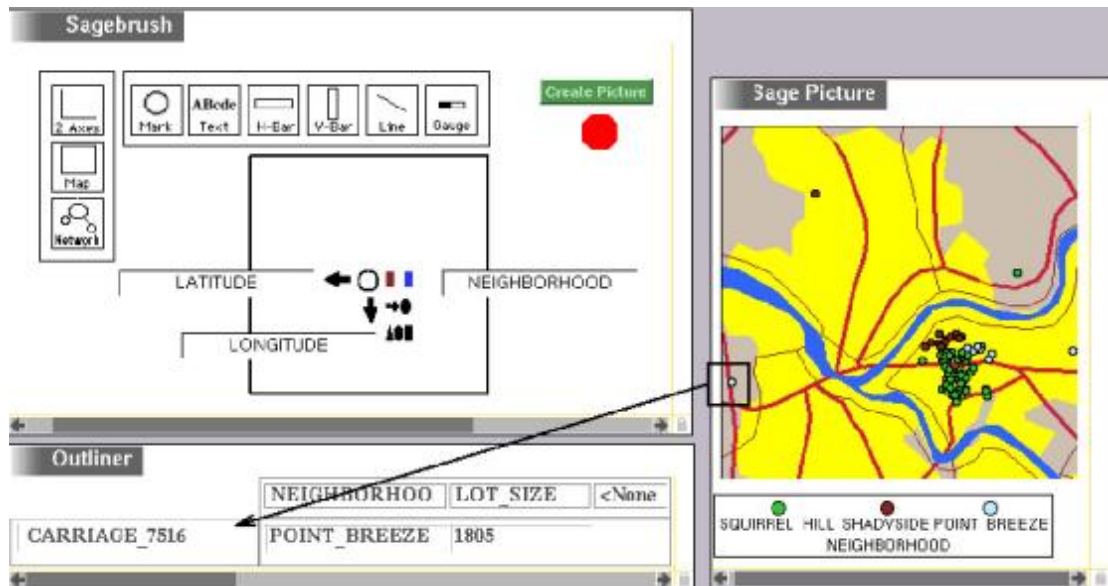 Sagebrush
Create Picture
2 Axes
Mark
ABcde
Text
H-Bar
V-Bar
Line
Gauge
Map
Network
LATITUDE
NEIGHBORHOOD
LONGITUDE
Sage Picture
SQUIRREL HILL SHADYSIDE POINT BREEZE
NEIGHBORHOOD
Outliner
NEIGHBORHOO LOT_SIZE <None
CARRIAGE_7516 POINT_BREEZE 1805